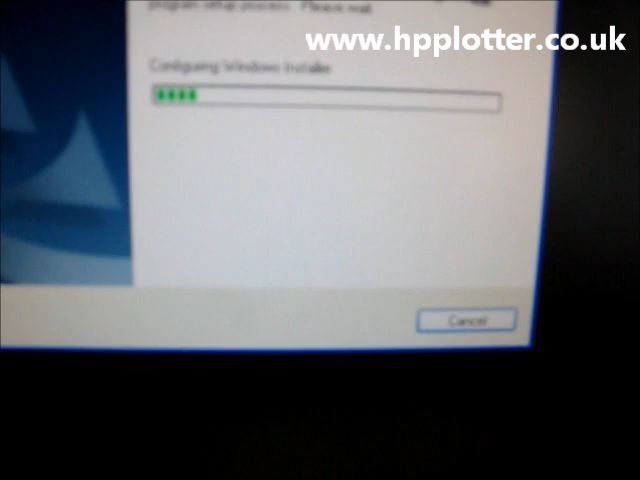 program setup process. Please wait.
www.hpplotter.co.uk
Configuring Windows Installer
Cancel